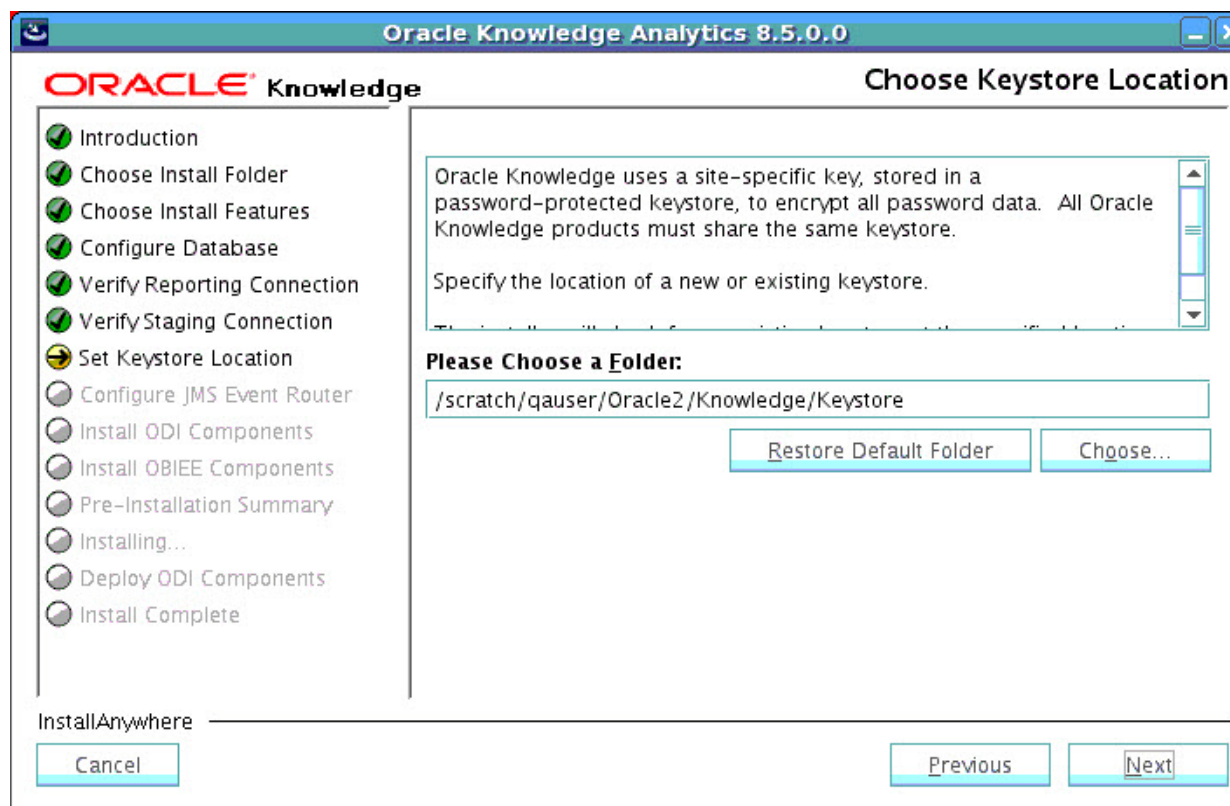 Oracle Knowledge Analytics 8.5.0.0
ORACLE Knowledge
Choose Keystore Location
Introduction
Choose Install Folder
Choose Install Features
Configure Database
Verify Reporting Connection
Verify Staging Connection
Set Keystore Location
Configure JMS Event Router
Install ODI Components
Install OBIEE Components
Pre-Installation Summary
Installing...
Deploy ODI Components
Install Complete
Oracle Knowledge uses a site-specific key, stored in a
password-protected keystore, to encrypt all password data. All Oracle
Knowledge products must share the same keystore.
Specify the location of a new or existing keystore.
Please Choose a Folder:
/scratch/qauser/Oracle2/Knowledge/Keystore
Restore Default Folder
Choose...
InstallAnywhere
Cancel
Previous
Next